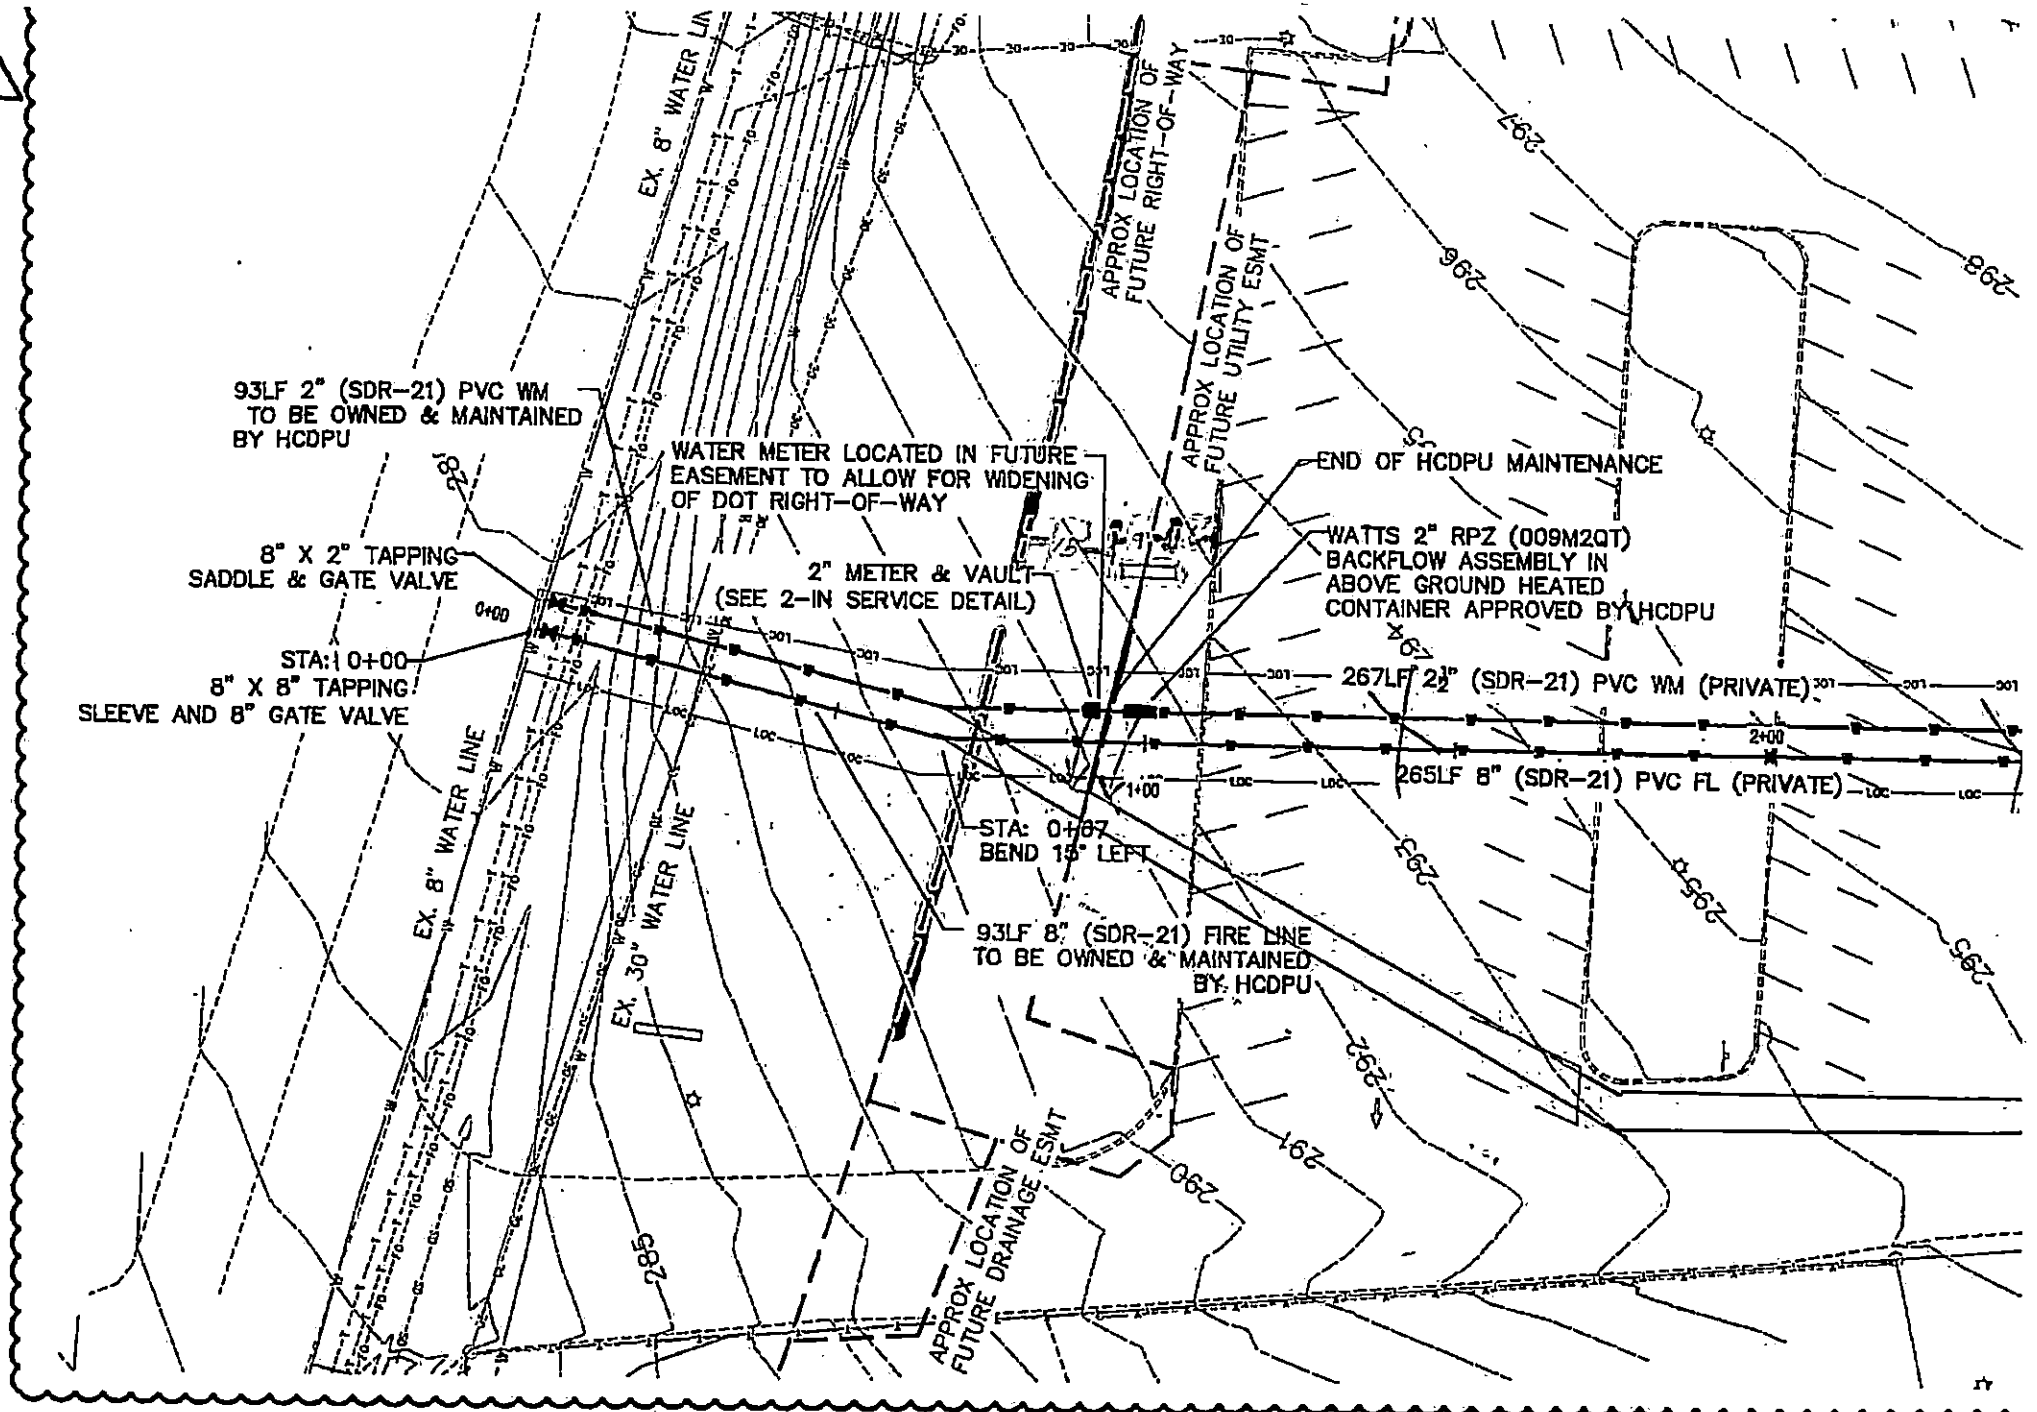 EX. 8" WATER LIN
APPROX LOCATION OF
FUTURE RIGHT-OF-WAY
APPROX LOCATION OF
FUTURE UTILITY ESMT
297
296
298
93LF 2" (SDR-21) PVC WM
TO BE OWNED & MAINTAINED
BY HCDPU
WATER METER LOCATED IN FUTURE
EASEMENT TO ALLOW FOR WIDENING
OF DOT RIGHT-OF-WAY
END OF HCDPU MAINTENANCE
WATTS 2" RPZ (009M2QT)
BACKFLOW ASSEMBLY IN
ABOVE GROUND HEATED
CONTAINER APPROVED BY HCDPU
8" X 2" TAPPING
SADDLE & GATE VALVE
2" METER & VAULT
(SEE 2-IN SERVICE DETAIL)
0+00
STA: 0+00
8" X 8" TAPPING
SLEEVE AND 8" GATE VALVE
267LF 2½" (SDR-21) PVC WM (PRIVATE)
2+00
265LF 8" (SDR-21) PVC FL (PRIVATE)
1+00
EX. 8" WATER LINE
EX. 30" WATER LINE
STA: 0+87
BEND 15° LEFT
293
295
295
93LF 8" (SDR-21) FIRE LINE
TO BE OWNED & MAINTAINED
BY HCDPU
292
291
290
285
APPROX LOCATION OF
FUTURE DRAINAGE ESMT